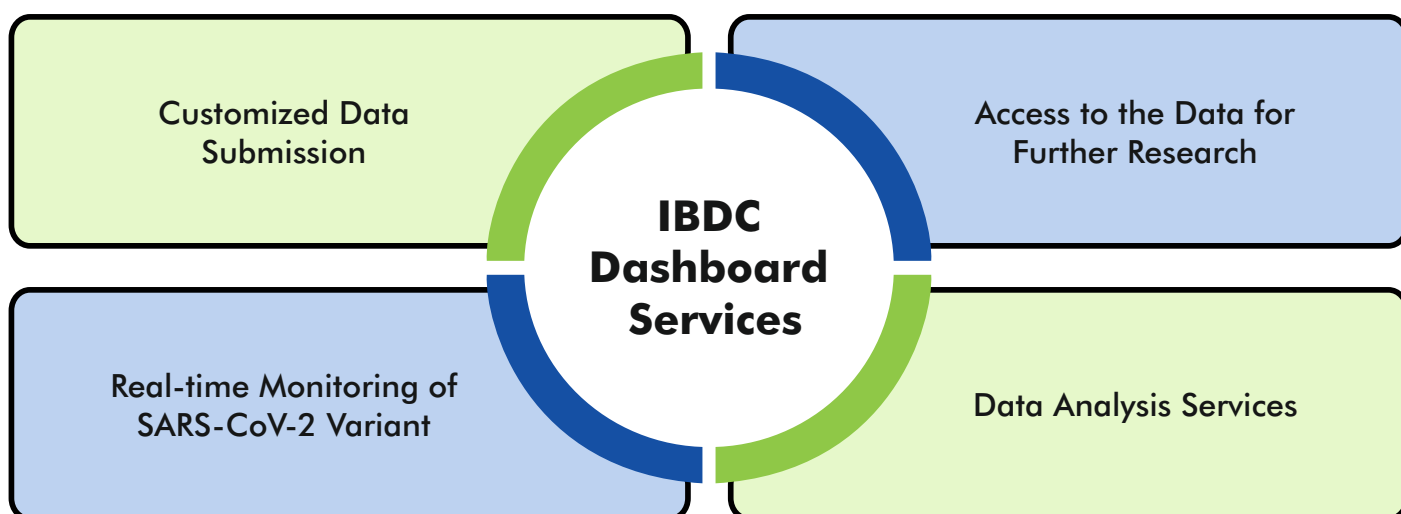 Customized Data
Submission
Access to the Data for
Further Research
IBDC
Dashboard
Services
Real-time Monitoring of
SARS-CoV-2 Variant
Data Analysis Services